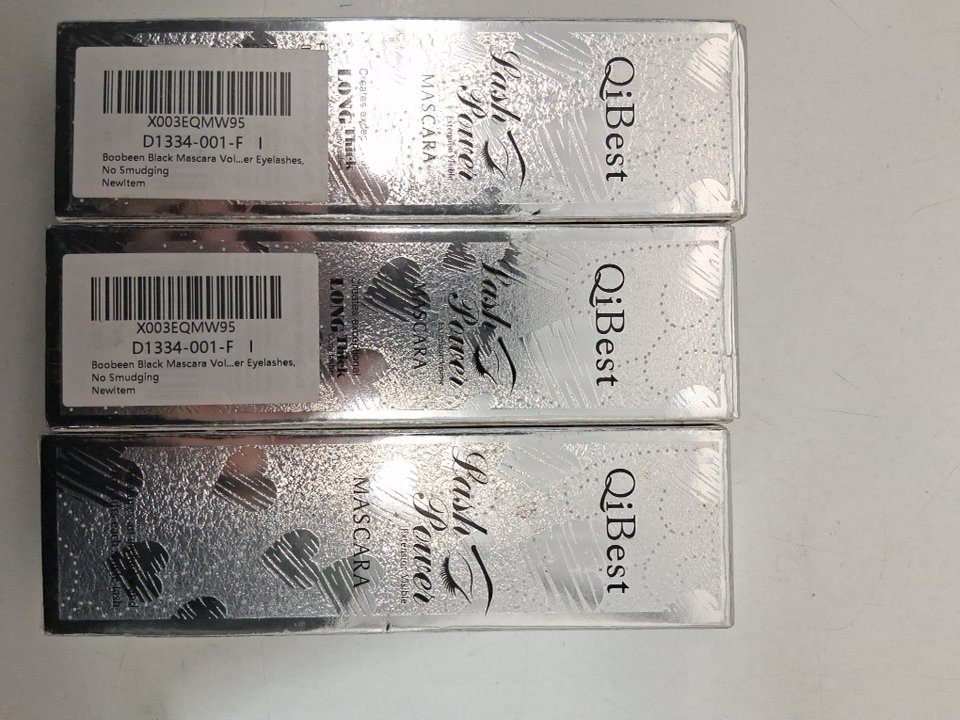 X003EQMW95
D1334-001-F I
Boobeen Black Mascara Vol...er Eyelashes,
No Smudging
NewItem
QiBest
Lash
Power
MASCARA
LONG Thick
X003EQMW95
D1334-001-F I
Boobeen Black Mascara Vol...er Eyelashes,
No Smudging
NewItem
QiBest
Lash
Power
MASCARA
LONG Thick
QiBest
Lash
Power
MASCARA